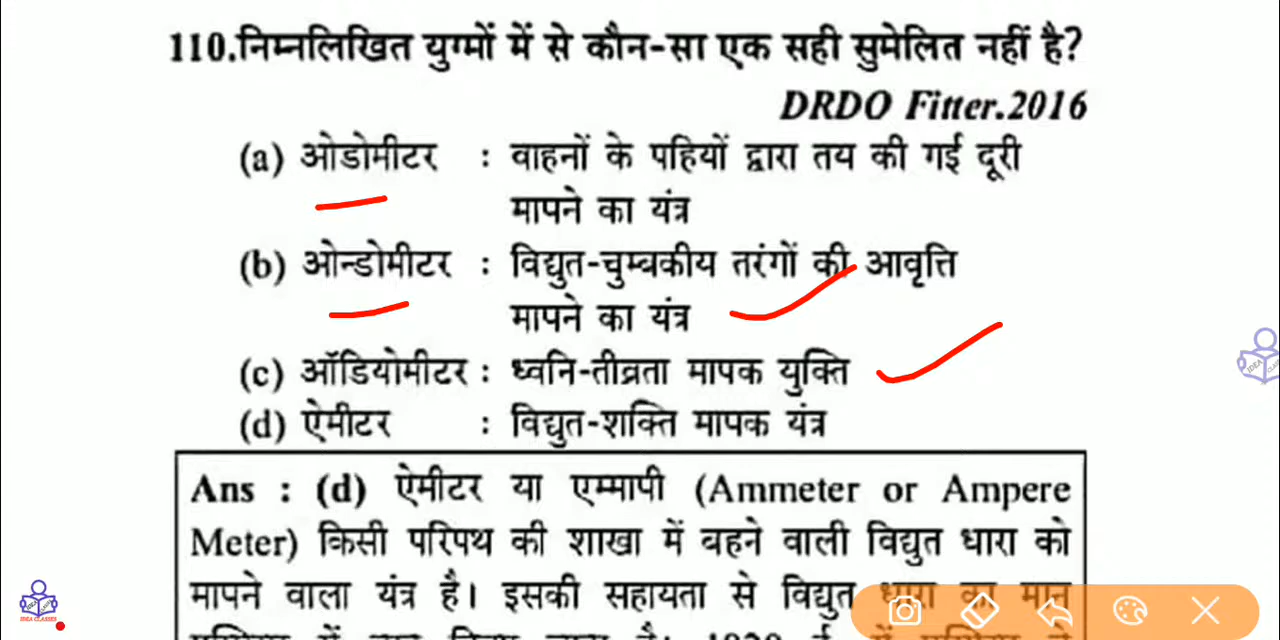 110.निम्नलिखित युग्मों में से कौन-सा एक सही सुमेलित नहीं है?
DRDO Fitter.2016
(a) ओडोमीटर : वाहनों के पहियों द्वारा तय की गई दूरी
मापने का यंत्र
(b) ओन्डोमीटर : विद्युत-चुम्बकीय तरंगों की आवृत्ति
मापने का यंत्र
(c) ऑडियोमीटर : ध्वनि-तीव्रता मापक युक्ति
(d) ऐमीटर : विद्युत-शक्ति मापक यंत्र
Ans : (d) ऐमीटर या एम्मापी (Ammeter or Ampere
Meter) किसी परिपथ की शाखा में बहने वाली विद्युत धारा को
मापने वाला यंत्र है। इसकी सहायता से विद्युत धारा का मान
IDEA CLASSES